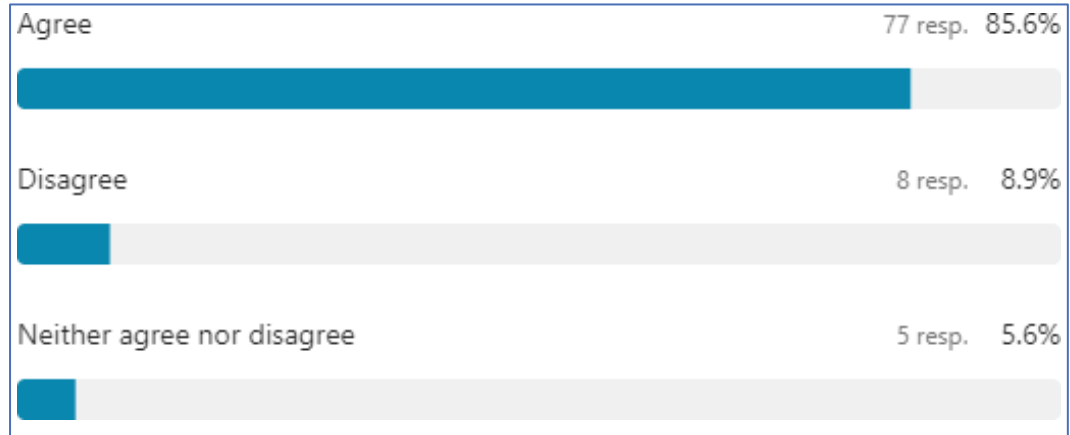 Agree 77 resp. 85.6%
Disagree 8 resp. 8.9%
Neither agree nor disagree 5 resp. 5.6%